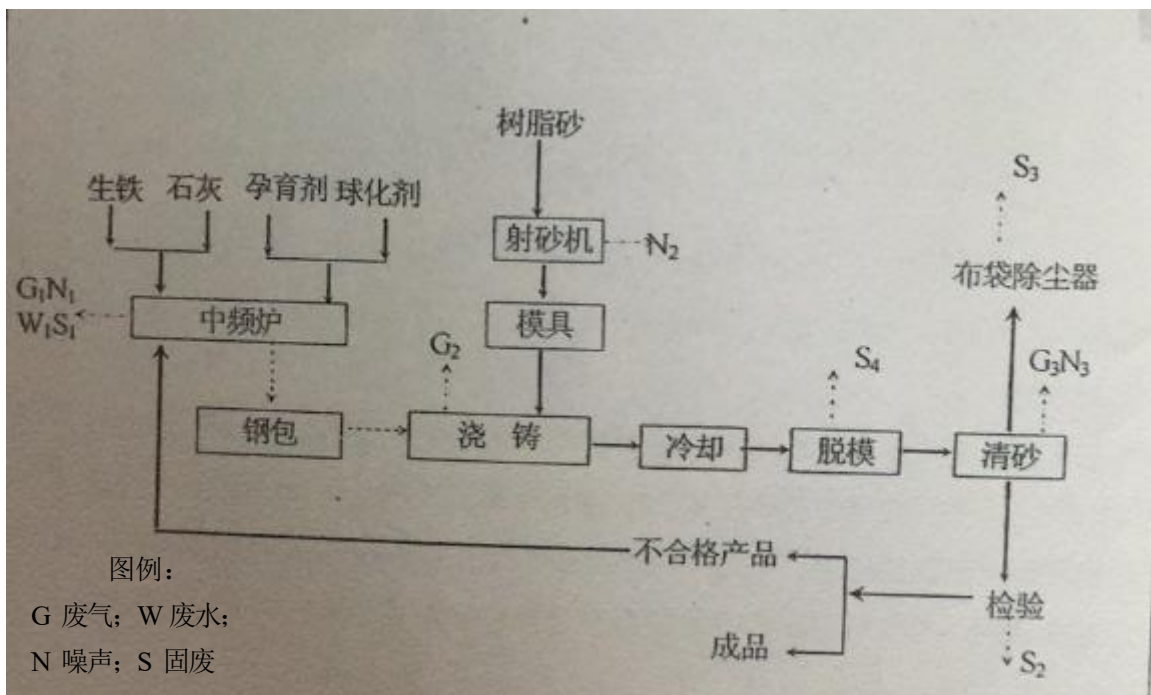 树脂砂
生铁 石灰 孕育剂 球化剂
S₃
射砂机
N₂
布袋除尘器
G₁N₁
W₁S₁
中频炉
模具
G₂
S₄
G₃N₃
钢包
浇 铸
冷却
脱模
清砂
不合格产品
检验
成品
S₂
图例：
G 废气；W 废水；
N 噪声；S 固废